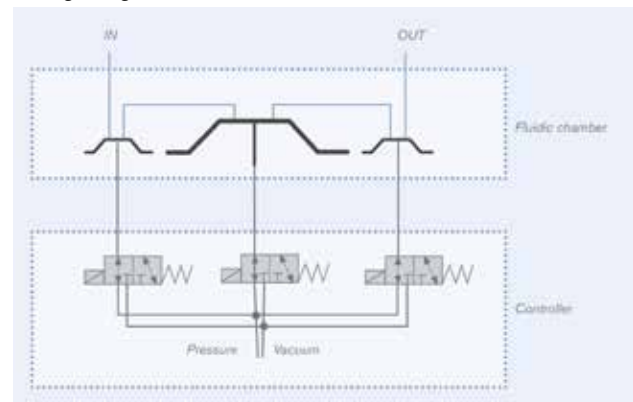 IN
OUT
Fluidic chamber
Controller
Pressure
Vacuum